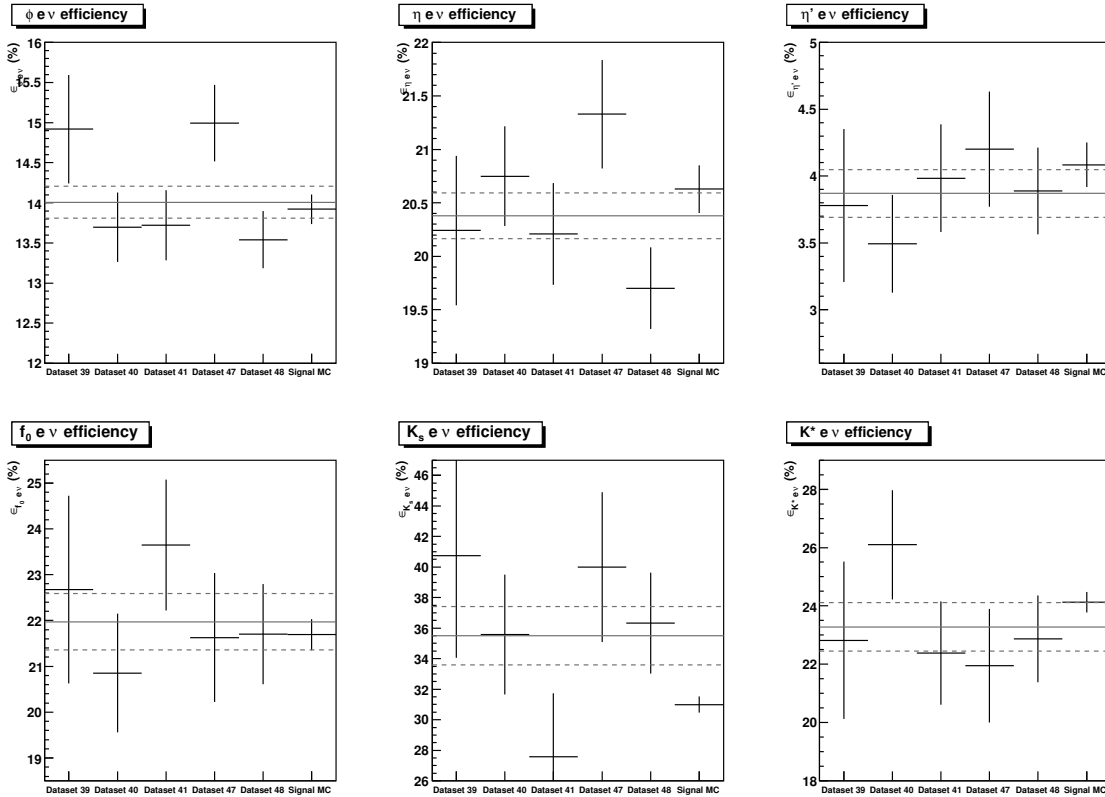 ϕ e ν efficiency
ϵϕ e ν (%)
16
15.5
15
14.5
14
13.5
13
12.5
12
Dataset 39 Dataset 40 Dataset 41 Dataset 47 Dataset 48 Signal MC
η e ν efficiency
ϵη e ν (%)
22
21.5
21
20.5
20
19.5
19
Dataset 39 Dataset 40 Dataset 41 Dataset 47 Dataset 48 Signal MC
η' e ν efficiency
ϵη' e ν (%)
5
4.5
4
3.5
3
Dataset 39 Dataset 40 Dataset 41 Dataset 47 Dataset 48 Signal MC
f0 e ν efficiency
ϵf0 e ν (%)
25
24
23
22
21
20
19
Dataset 39 Dataset 40 Dataset 41 Dataset 47 Dataset 48 Signal MC
Ks e ν efficiency
ϵKs e ν (%)
46
44
42
40
38
36
34
32
30
28
26
Dataset 39 Dataset 40 Dataset 41 Dataset 47 Dataset 48 Signal MC
K* e ν efficiency
ϵK* e ν (%)
28
26
24
22
20
18
Dataset 39 Dataset 40 Dataset 41 Dataset 47 Dataset 48 Signal MC